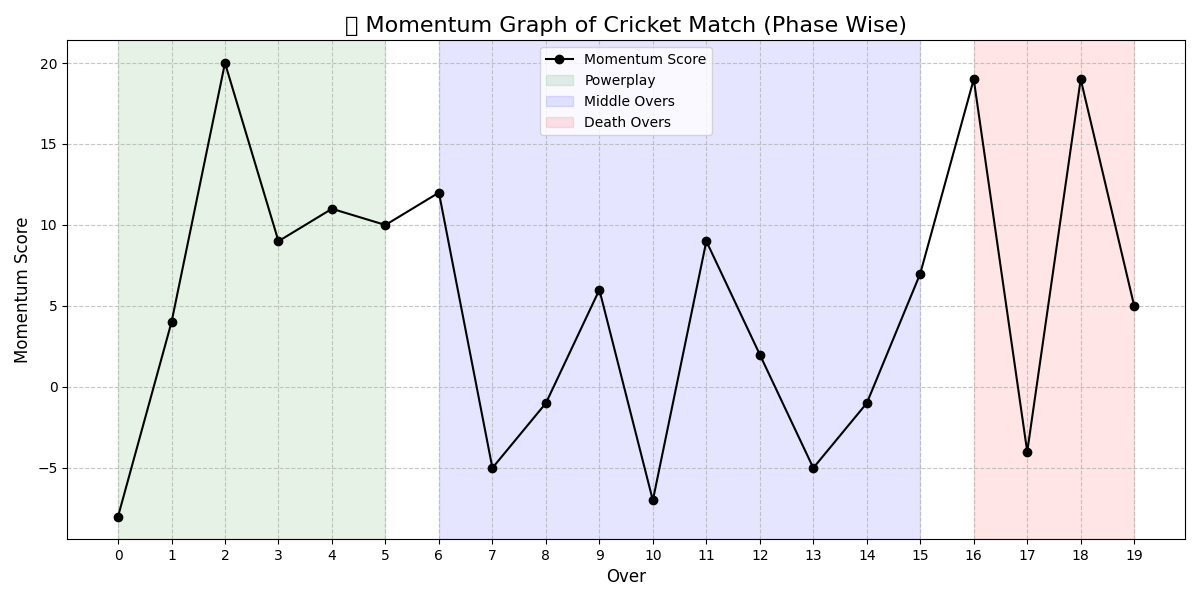 Momentum Graph of Cricket Match (Phase Wise)
Momentum Score
Powerplay
Middle Overs
Death Overs
20
15
10
5
0
−5
Momentum Score
0 1 2 3 4 5 6 7 8 9 10 11 12 13 14 15 16 17 18 19
Over